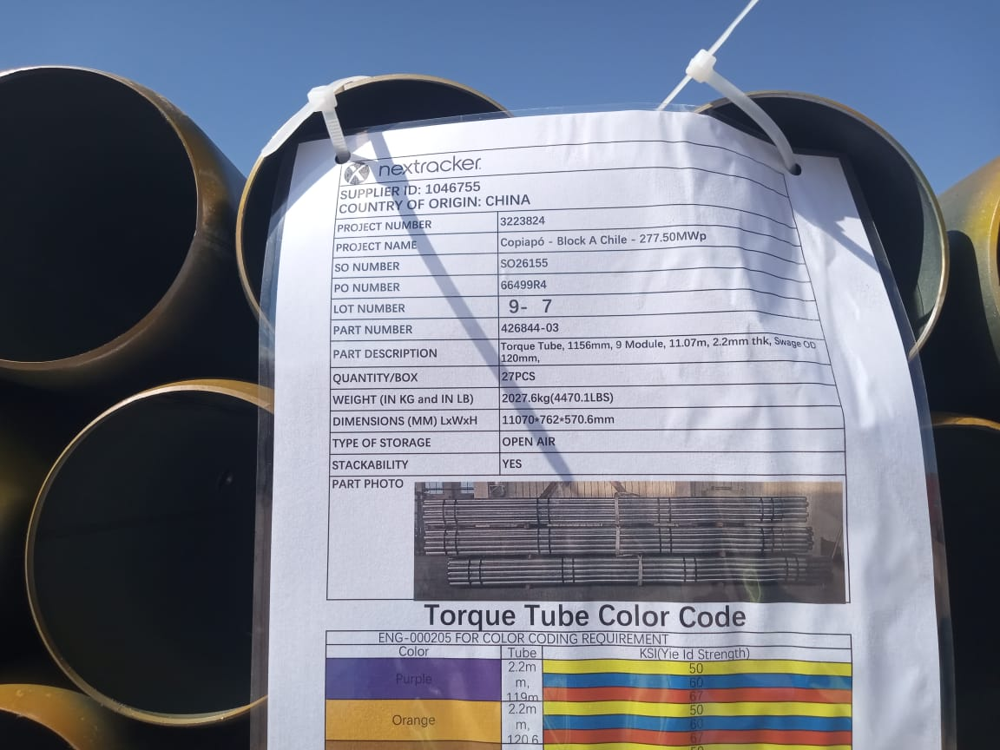 nextracker.
SUPPLIER ID: 1046755
COUNTRY OF ORIGIN: CHINA
PROJECT NUMBER 3223824
PROJECT NAME Copiapó - Block A Chile - 277.50MWp
SO NUMBER SO26155
PO NUMBER 66499R4
LOT NUMBER 9- 7
PART NUMBER 426844-03
PART DESCRIPTION Torque Tube, 1156mm, 9 Module, 11.07m, 2.2mm thk, Swage OD
120mm,
QUANTITY/BOX 27PCS
WEIGHT (IN KG and IN LB) 2027.6kg(4470.1LBS)
DIMENSIONS (MM) LxWxH 11070*762*570.6mm
TYPE OF STORAGE OPEN AIR
STACKABILITY YES
PART PHOTO
Torque Tube Color Code
ENG-000205 FOR COLOR CODING REQUIREMENT
Color Tube KSI(Yie ld Strength)
Purple
2.2m
m,
119m
50
60
67
Orange
2.2m
m,
120.6
50
60
67
50